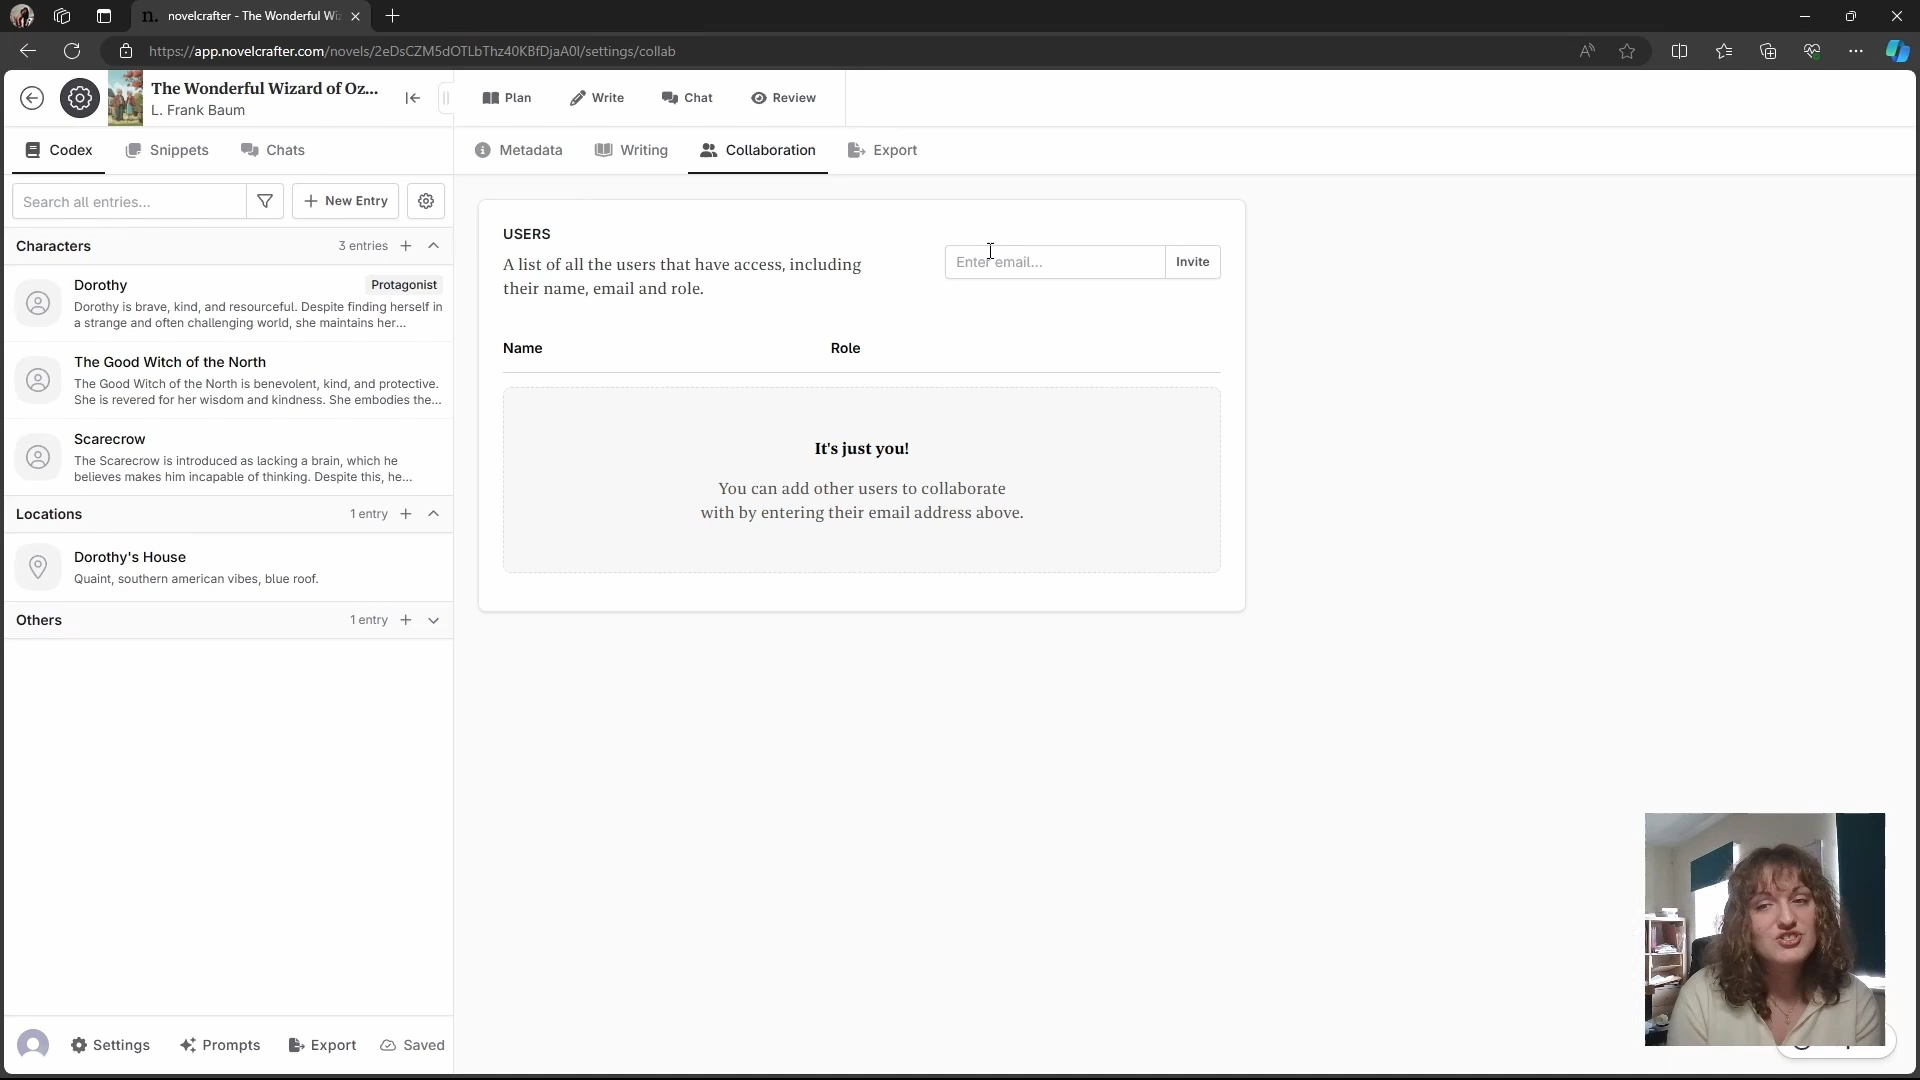 novelcrafter - The Wonderful Wi
https://app.novelcrafter.com/novels/2eDsCZM5dOTLbThz40KBfDjaA0l/settings/collab
The Wonderful Wizard of Oz...
L. Frank Baum
Plan
Write
Chat
Review
Codex
Snippets
Chats
Metadata
Writing
Collaboration
Export
Search all entries...
New Entry
Characters
3 entries
Dorothy
Protagonist
Dorothy is brave, kind, and resourceful. Despite finding herself in
a strange and often challenging world, she maintains her...
The Good Witch of the North
The Good Witch of the North is benevolent, kind, and protective.
She is revered for her wisdom and kindness. She embodies the...
Scarecrow
The Scarecrow is introduced as lacking a brain, which he
believes makes him incapable of thinking. Despite this, he...
Locations
1 entry
Dorothy's House
Quaint, southern american vibes, blue roof.
Others
1 entry
USERS
A list of all the users that have access, including
their name, email and role.
Enter email...
Invite
Name
Role
It's just you!
You can add other users to collaborate
with by entering their email address above.
Settings
Prompts
Export
Saved